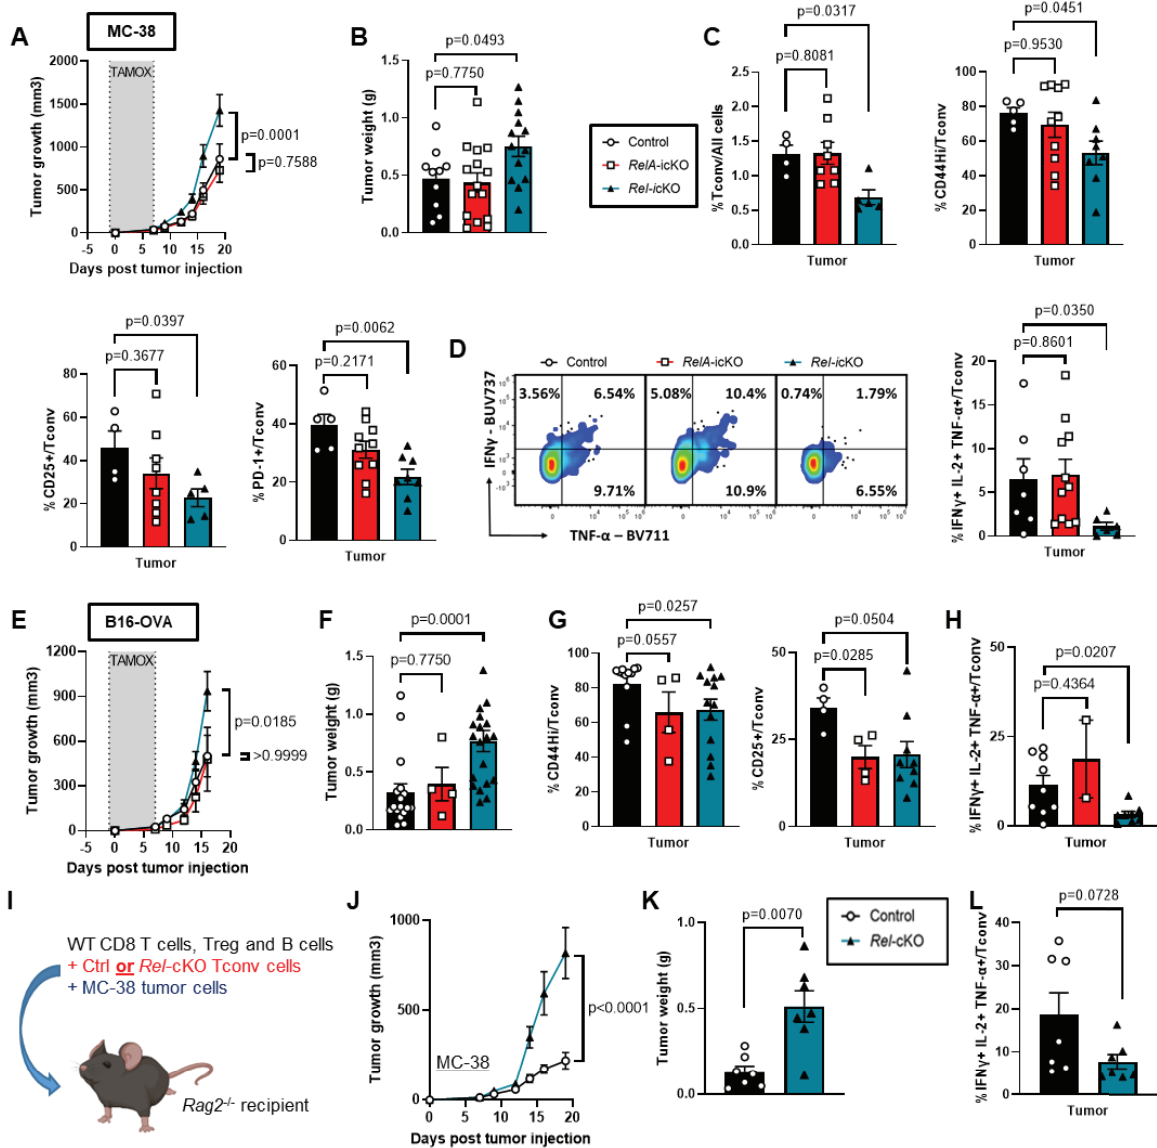 A
MC-38
TAMOX
Tumor growth (mm3)
2000
1500
1000
500
0
-5 0 5 10 15 20
Days post tumor injection
p=0.0001
p=0.7588
B
Tumor weight (g)
1.5
1.0
0.5
0.0
p=0.0493
p=0.7750
Control
RelA-icKO
Rel-icKO
C
% Tconv/All cells
2.5
2.0
1.5
1.0
0.5
0.0
p=0.0317
p=0.8081
Tumor
% CD44Hi/Tconv
100
80
60
40
20
0
p=0.0451
p=0.9530
Tumor
% CD25+/Tconv
80
60
40
20
0
p=0.0397
p=0.3677
Tumor
% PD-1+/Tconv
60
40
20
0
p=0.0062
p=0.2171
Tumor
D
Control
RelA-icKO
Rel-icKO
IFNγ - BUV737
3.56% 6.54% 5.08% 10.4% 0.74% 1.79%
9.71% 10.9% 6.55%
TNF-α – BV711
% IFNγ+ IL-2+ TNF-α+/Tconv
20
15
10
5
0
p=0.0350
p=0.8601
Tumor
E
B16-OVA
TAMOX
Tumor growth (mm3)
1200
900
600
300
0
-5 0 5 10 15 20
Days post tumor injection
p=0.0185
>0.9999
F
Tumor weight (g)
1.5
1.0
0.5
0.0
p=0.0001
p=0.7750
G
% CD44Hi/Tconv
100
80
60
40
20
0
p=0.0257
p=0.0557
Tumor
% CD25+/Tconv
50
25
0
p=0.0504
p=0.0285
Tumor
H
% IFNγ+ IL-2+ TNF-α+/Tconv
40
30
20
10
0
p=0.0207
p=0.4364
Tumor
I
WT CD8 T cells, Treg and B cells
+ Ctrl or Rel-cKO Tconv cells
+ MC-38 tumor cells
Rag2-/- recipient
J
Tumor growth (mm3)
1000
500
0
0 5 10 15 20
MC-38
Days post tumor injection
p<0.0001
K
Tumor weight (g)
1.0
0.5
0.0
p=0.0070
Control
Rel-cKO
L
% IFNγ+ IL-2+ TNF-α+/Tconv
40
30
20
10
0
p=0.0728
Tumor